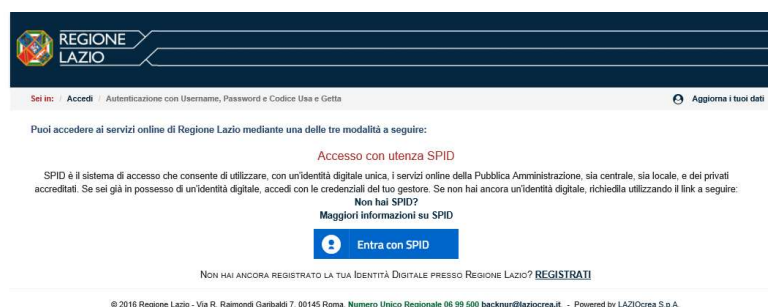 REGIONE
LAZIO
Sei in: / Accedi / Autenticazione con Username, Password e Codice Usa e Getta
Aggiorna i tuoi dati
Puoi accedere ai servizi online di Regione Lazio mediante una delle tre modalità a seguire:
Accesso con utenza SPID
SPID è il sistema di accesso che consente di utilizzare, con un'identità digitale unica, i servizi online della Pubblica Amministrazione, sia centrale, sia locale, e dei privati
accreditati. Se sei già in possesso di un'identità digitale, accedi con le credenziali del tuo gestore. Se non hai ancora un'identità digitale, richiedila utilizzando il link a seguire:
Non hai SPID?
Maggiori informazioni su SPID
Entra con SPID
NON HAI ANCORA REGISTRATO LA TUA IDENTITÀ DIGITALE PRESSO REGIONE LAZIO? REGISTRATI
© 2016 Regione Lazio - Via R. Raimondi Garibaldi 7, 00145 Roma, Numero Unico Regionale 06 99 500 backnur@laziocrea.it - Powered by LAZIOcrea S.p.A.